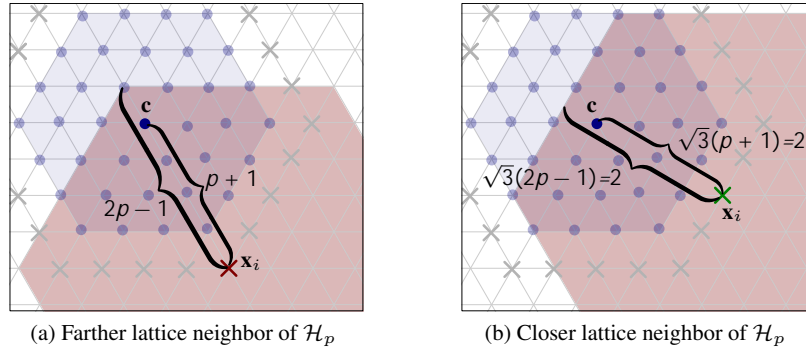 c
p + 1
2p − 1
x_i
(a) Farther lattice neighbor of ℋ_p
c
√3(p + 1)=2
√3(2p − 1)=2
x_i
(b) Closer lattice neighbor of ℋ_p